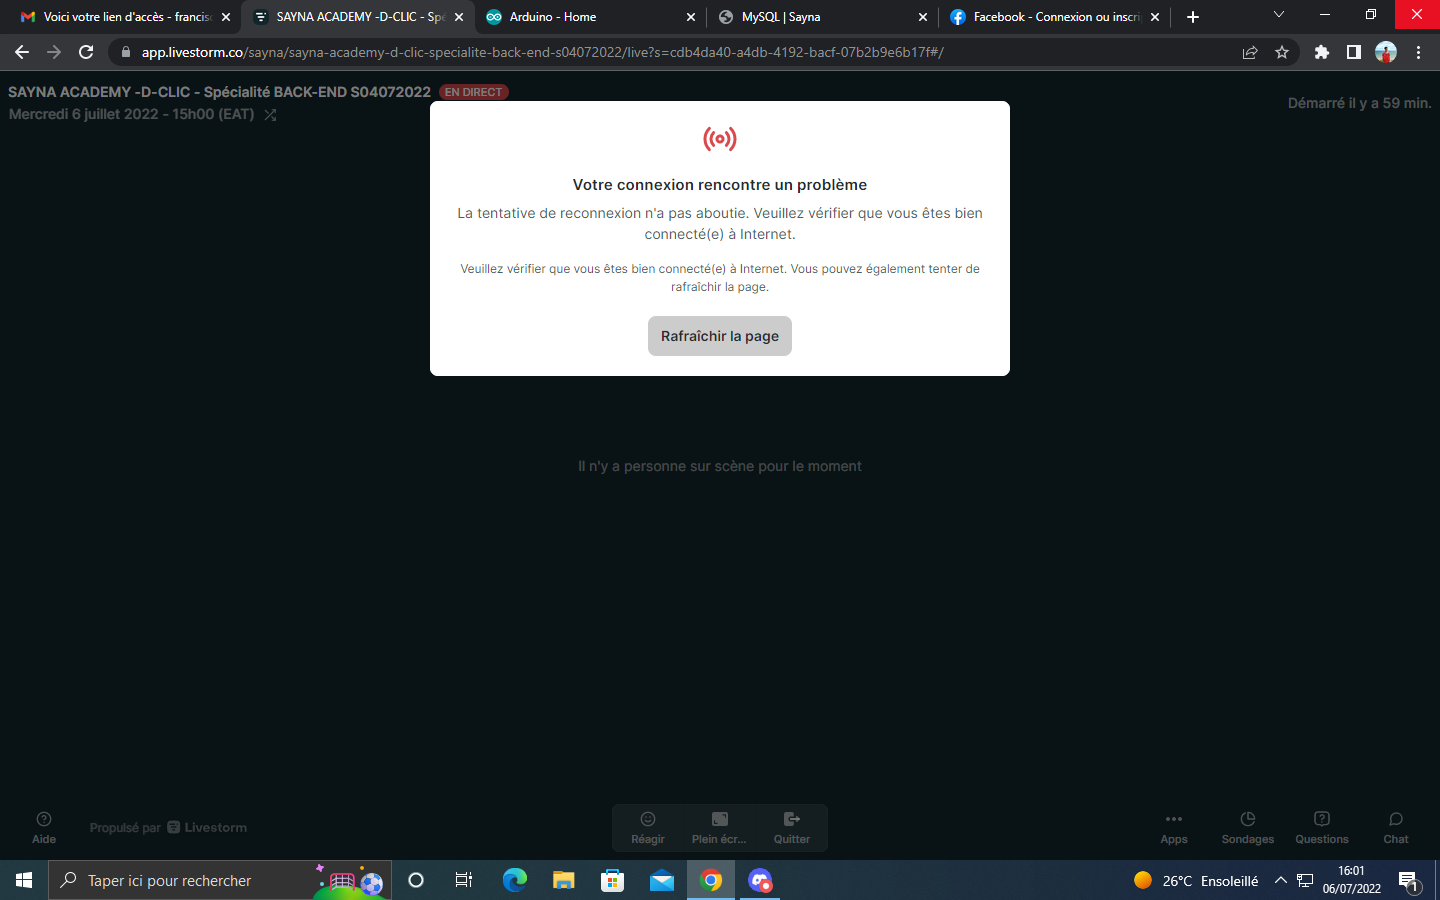 Voici votre lien d'accès - francisc
SAYNA ACADEMY -D-CLIC - Spé
Arduino - Home
MySQL | Sayna
Facebook - Connexion ou inscri
app.livestorm.co/sayna/sayna-academy-d-clic-specialite-back-end-s04072022/live?s=cdb4da40-a4db-4192-bacf-07b2b9e6b17f#/
SAYNA ACADEMY -D-CLIC - Spécialité BACK-END S04072022 EN DIRECT
Mercredi 6 juillet 2022 - 15h00 (EAT)
Démarré il y a 59 min.
Votre connexion rencontre un problème
La tentative de reconnexion n'a pas aboutie. Veuillez vérifier que vous êtes bien
connecté(e) à Internet.
Veuillez vérifier que vous êtes bien connecté(e) à Internet. Vous pouvez également tenter de
rafraîchir la page.
Rafraîchir la page
Il n'y a personne sur scène pour le moment
Aide
Propulsé par Livestorm
Réagir
Plein écr...
Quitter
Apps
Sondages
Questions
Chat
Taper ici pour rechercher
26°C Ensoleillé
16:01
06/07/2022
1